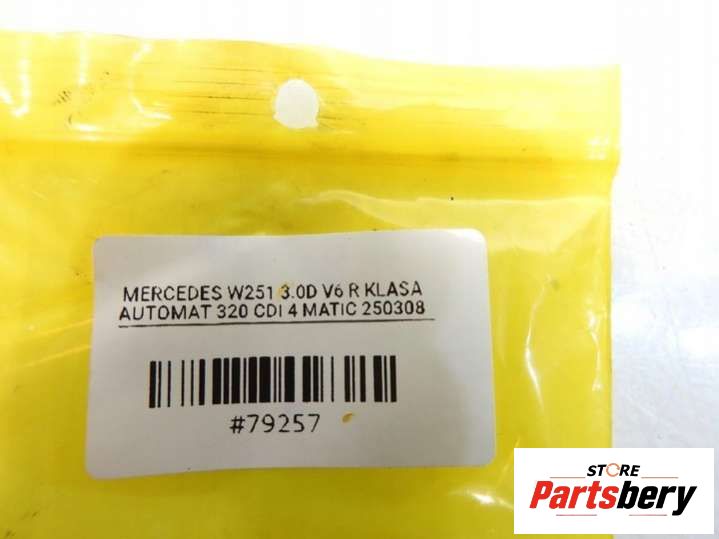 MERCEDES W251 3.0D V6 R KLASA
AUTOMAT 320 CDI 4 MATIC 250308
#79257
STORE
Partsbery